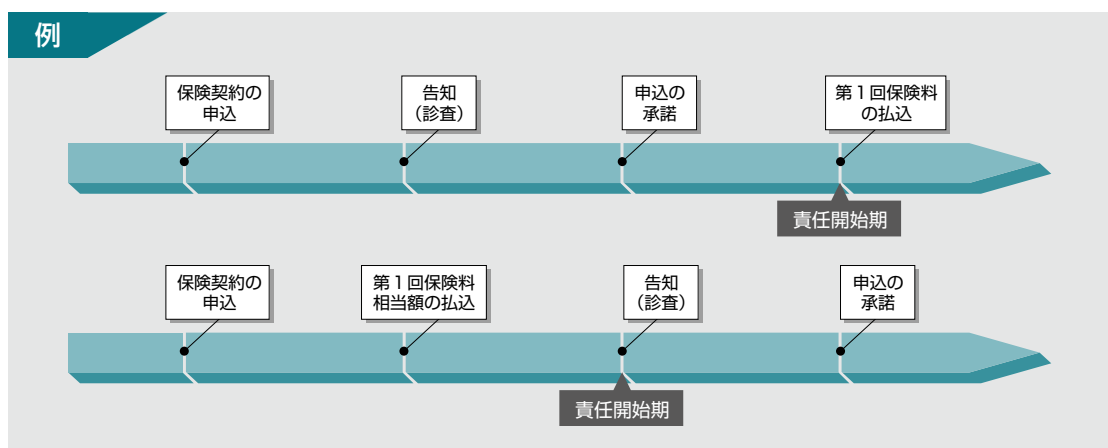 例
保険契約の
申込
告知
（診査）
申込の
承諾
第１回保険料
の払込
責任開始期
保険契約の
申込
第１回保険料
相当額の払込
告知
（診査）
申込の
承諾
責任開始期